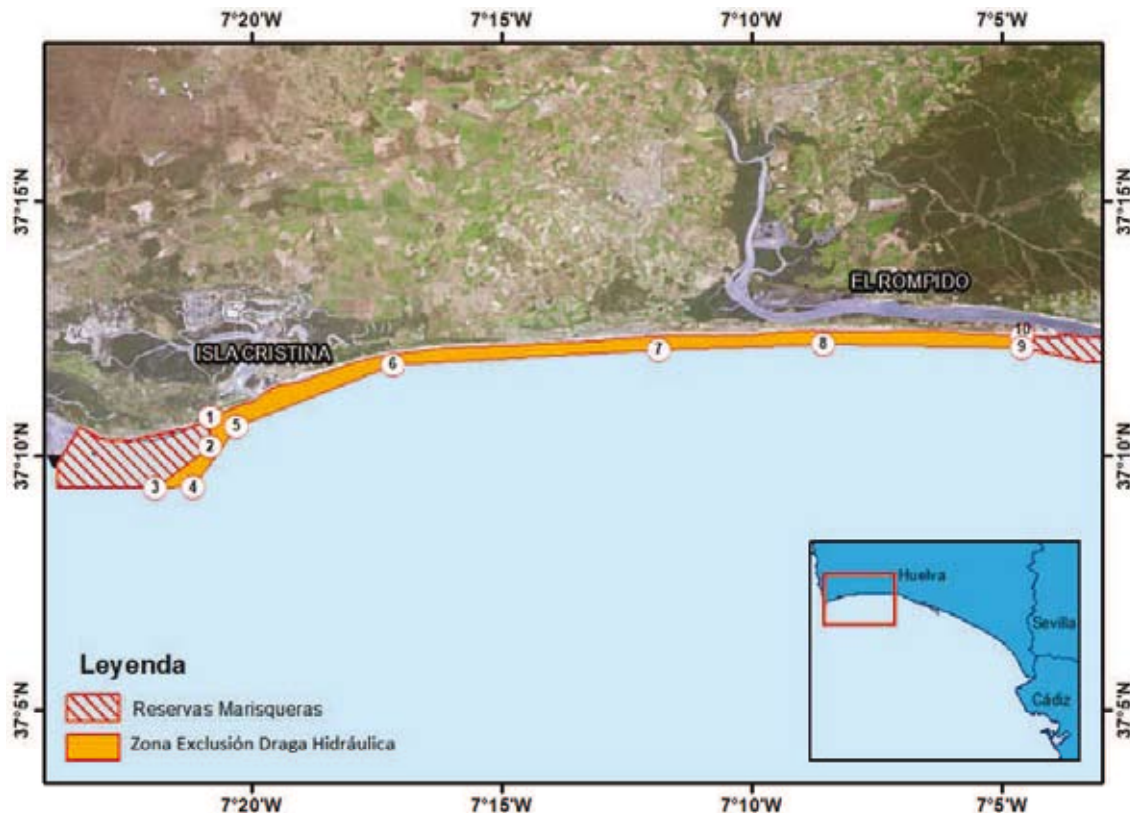 7°20'W 7°15'W 7°10'W 7°5'W
37°15'N 37°15'N
EL ROMPIDO
10
ISLA CRISTINA
6 7 8 9
1
5
2
37°10'N 37°10'N
3 4
Huelva
Sevilla
Cádiz
Leyenda
Reservas Marisqueras
Zona Exclusión Draga Hidráulica
37°5'N 37°5'N
7°20'W 7°15'W 7°10'W 7°5'W